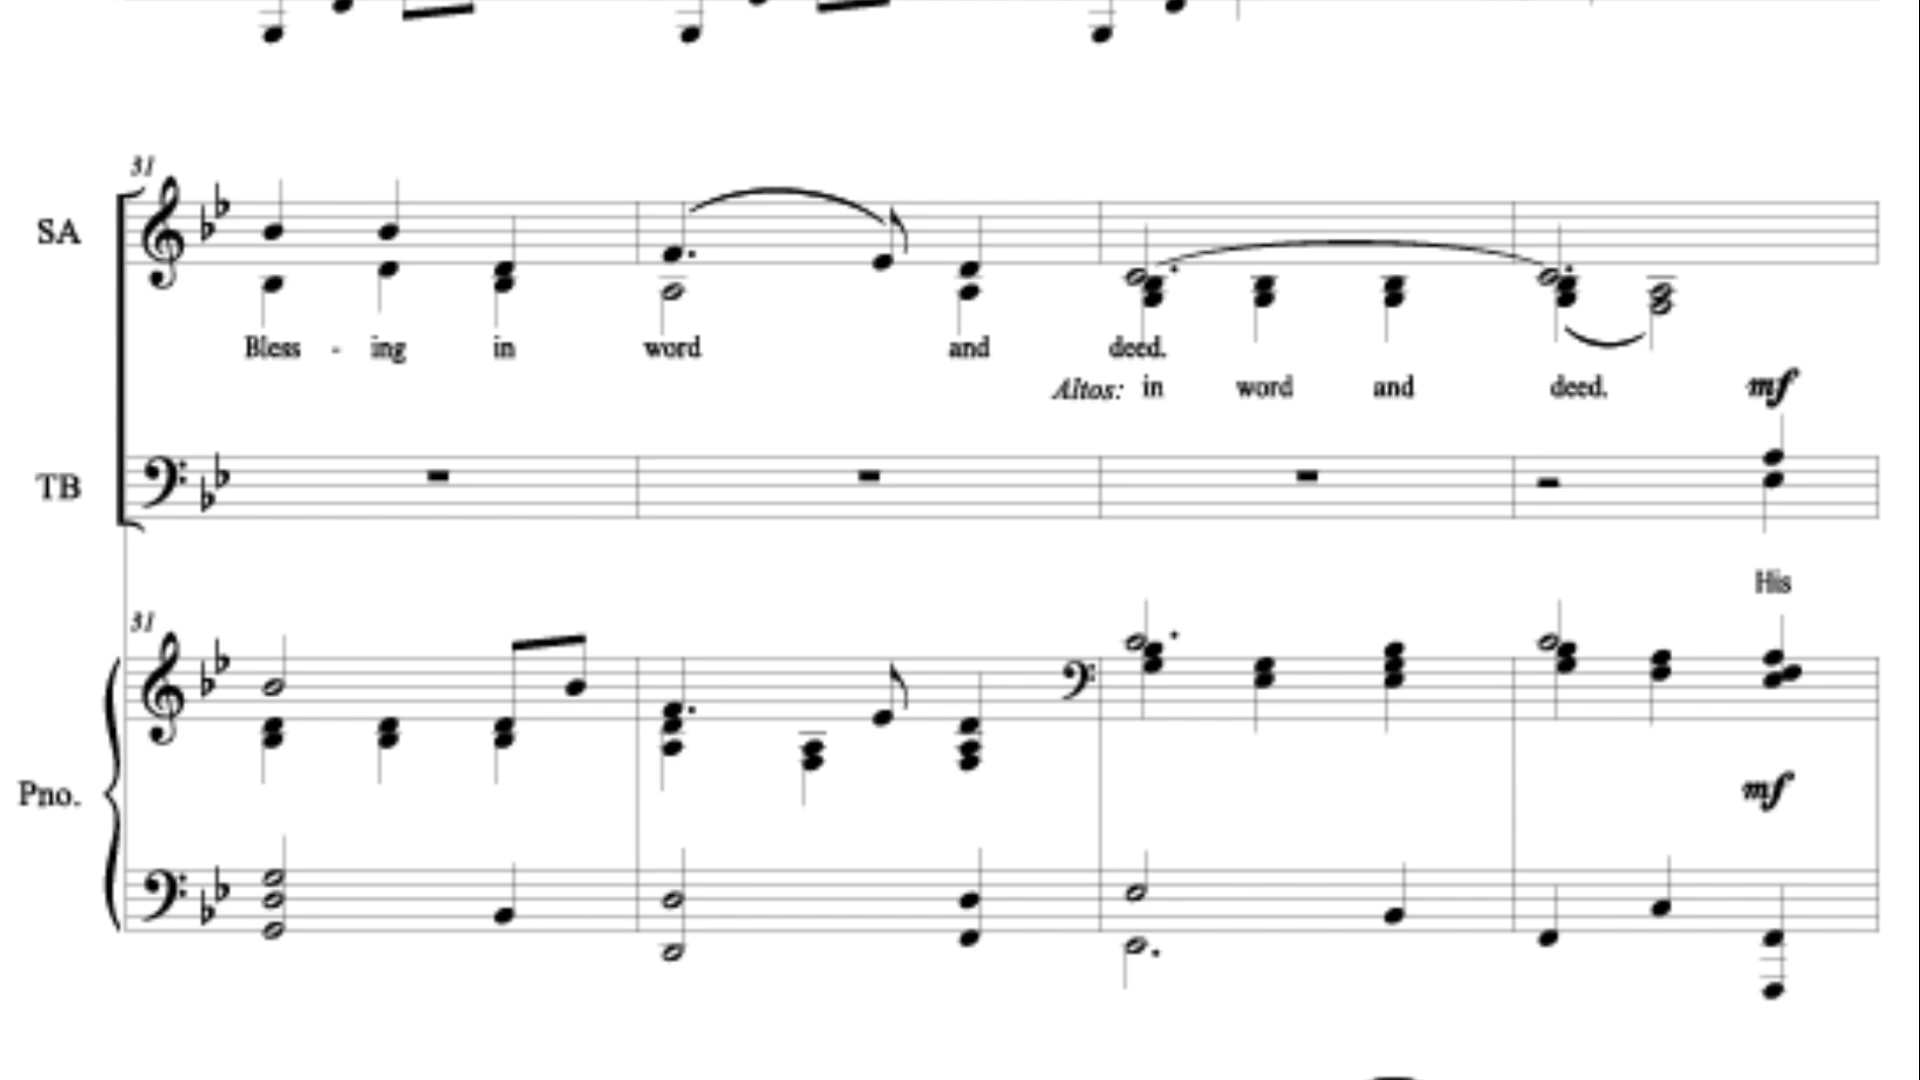 31
SA
Bless - ing in word and deed.
Altos: in word and deed. mf
TB
His
31
Pno.
mf